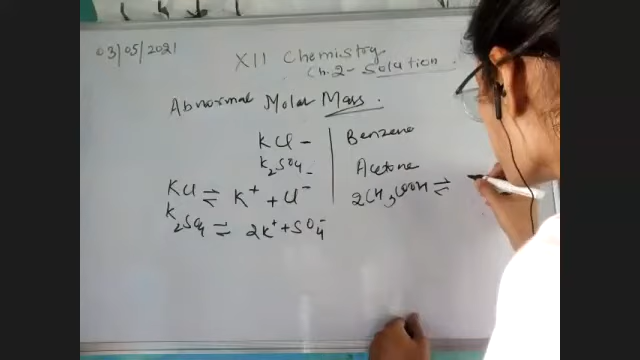 03/05/2021
XII Chemistry
Ch.2- Solution.
Abnormal Molar Mass.
KCl -
K2SO4 -
KCl ⇌ K+ + Cl-
K2SO4 ⇌ 2K+ + SO4-
Benzene
Acetone
2CH3COOH ⇌